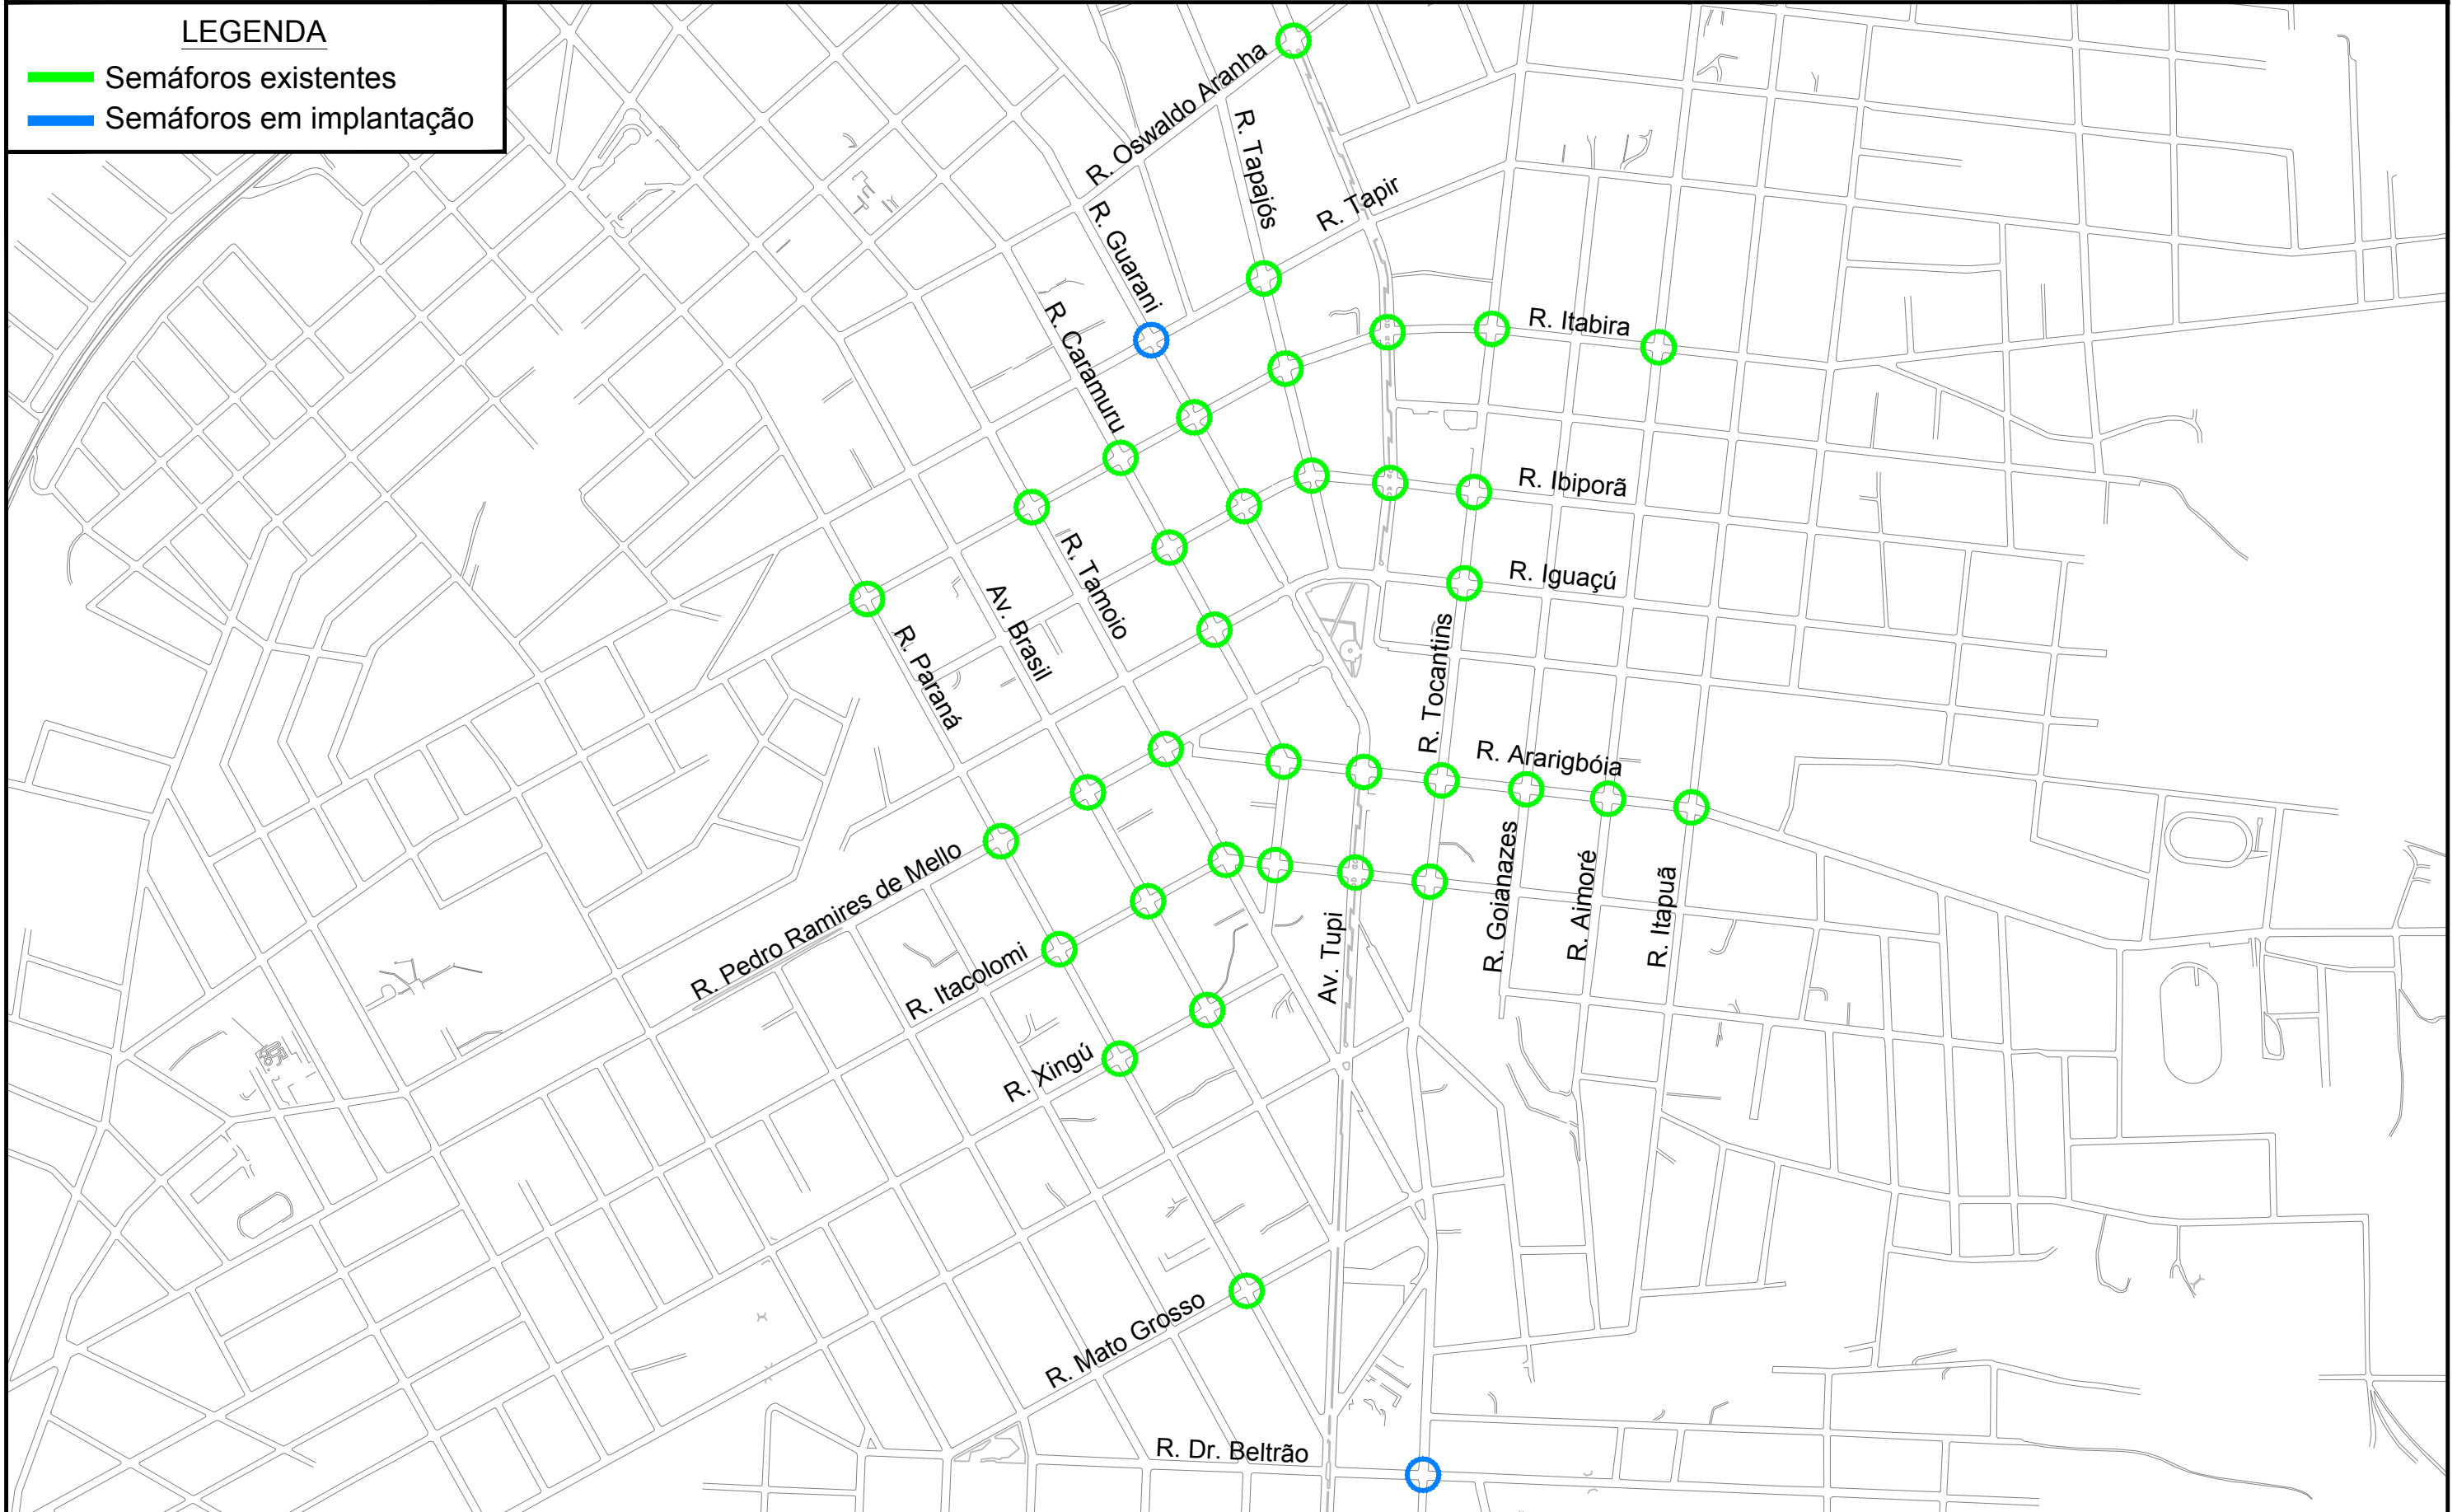 LEGENDA
Semáforos existentes
Semáforos em implantação
R. Oswaldo Aranha
R. Tapajós
R. Tapir
R. Guarani
R. Caramuru
R. Itabira
R. Ibiporã
R. Tamoio
R. Iguaçú
Av. Brasil
R. Paraná
R. Tocantins
R. Ararigbóia
R. Goianazes
R. Aimoré
R. Itapuã
R. Pedro Ramires de Mello
R. Itacolomi
Av. Tupi
R. Xingú
R. Mato Grosso
R. Dr. Beltrão